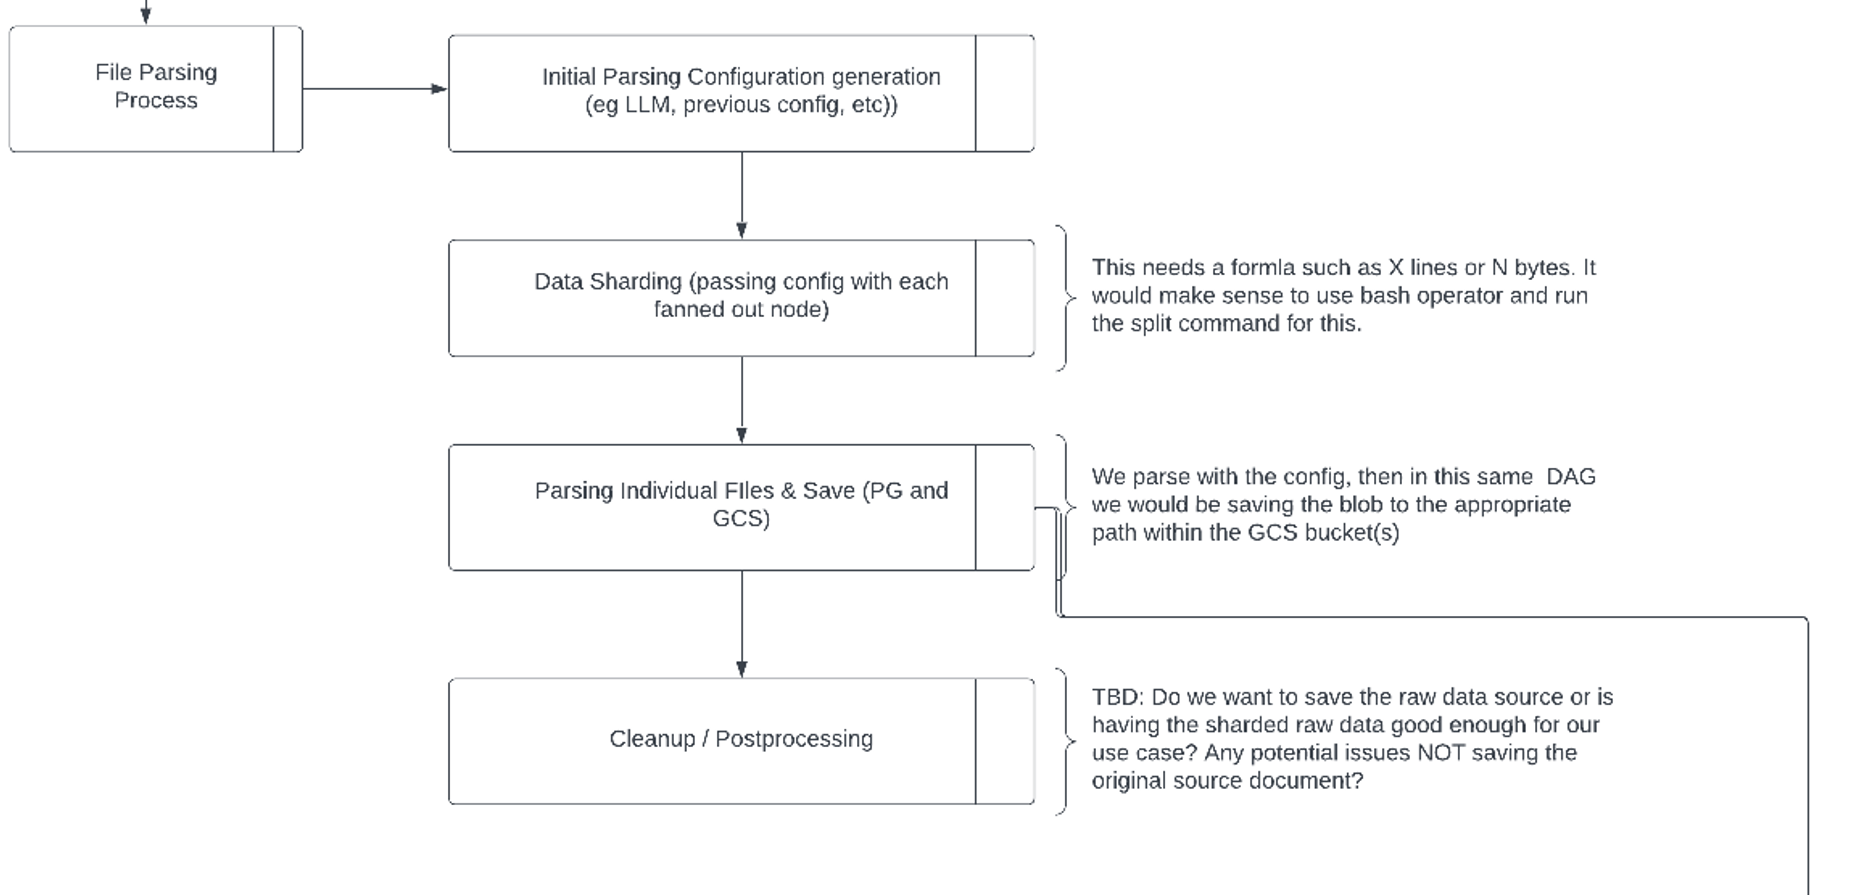 File Parsing
Process
Initial Parsing Configuration generation
(eg LLM, previous config, etc))
Data Sharding (passing config with each
fanned out node)
This needs a formla such as X lines or N bytes. It
would make sense to use bash operator and run
the split command for this.
Parsing Individual FIles & Save (PG and
GCS)
We parse with the config, then in this same  DAG
we would be saving the blob to the appropriate
path within the GCS bucket(s)
Cleanup / Postprocessing
TBD: Do we want to save the raw data source or is
having the sharded raw data good enough for our
use case? Any potential issues NOT saving the
original source document?